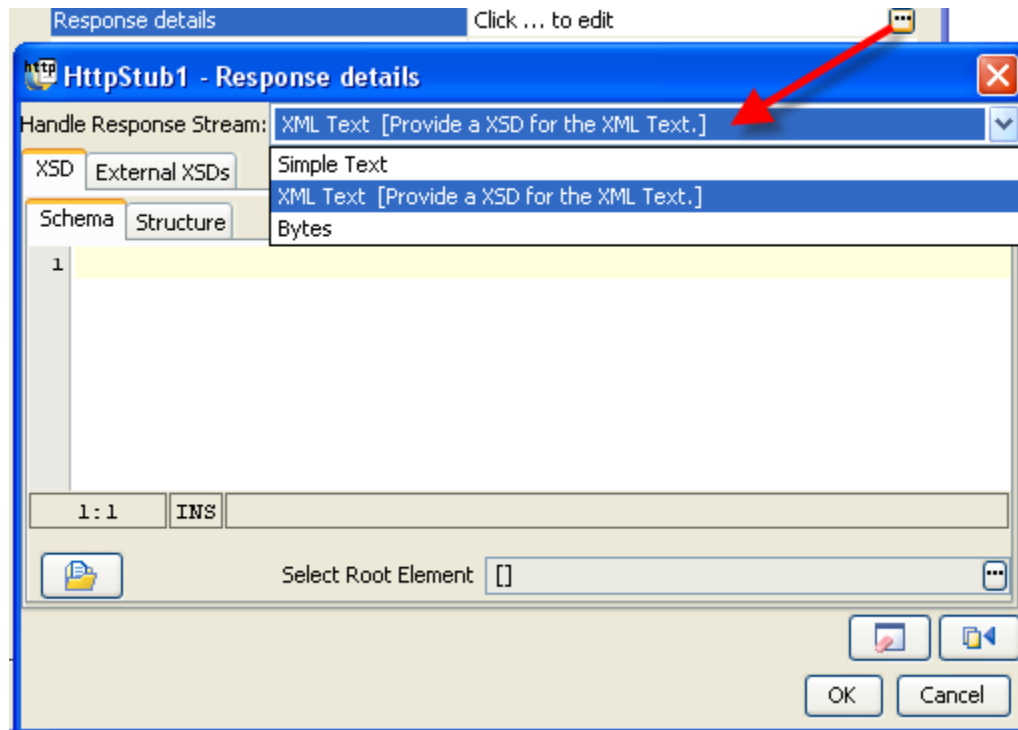 Response details Click ... to edit
http HttpStub1 - Response details
Handle Response Stream: XML Text [Provide a XSD for the XML Text.]
Simple Text
XML Text [Provide a XSD for the XML Text.]
Bytes
XSD External XSDs
Schema Structure
1
1:1 INS
Select Root Element []
OK Cancel